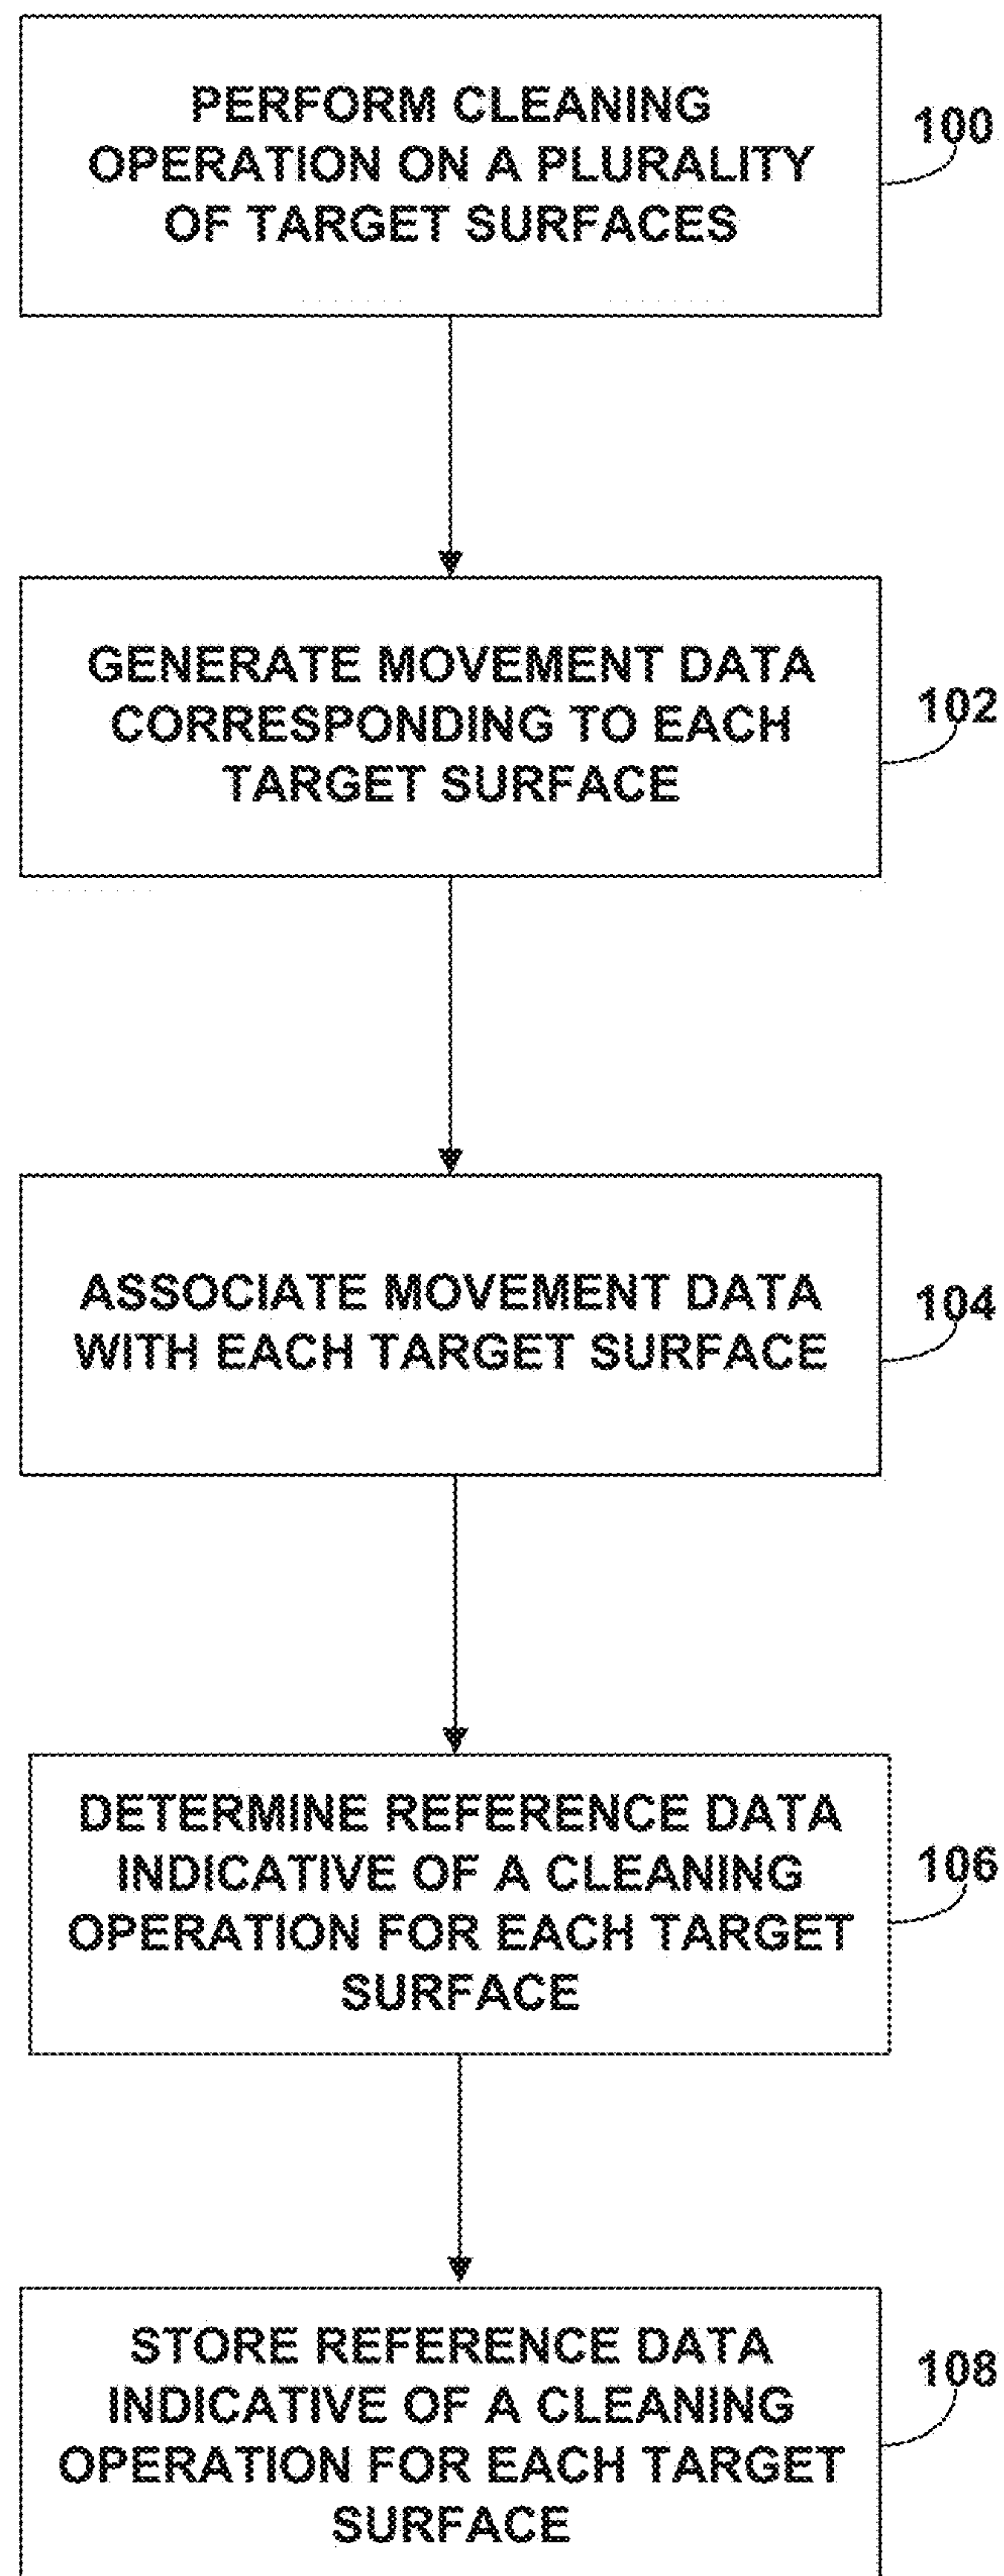 PERFORM CLEANING
OPERATION ON A PLURALITY
OF TARGET SURFACES
100
GENERATE MOVEMENT DATA
CORRESPONDING TO EACH
TARGET SURFACE
102
ASSOCIATE MOVEMENT DATA
WITH EACH TARGET SURFACE
104
DETERMINE REFERENCE DATA
INDICATIVE OF A CLEANING
OPERATION FOR EACH TARGET
SURFACE
106
STORE REFERENCE DATA
INDICATIVE OF A CLEANING
OPERATION FOR EACH TARGET
SURFACE
108